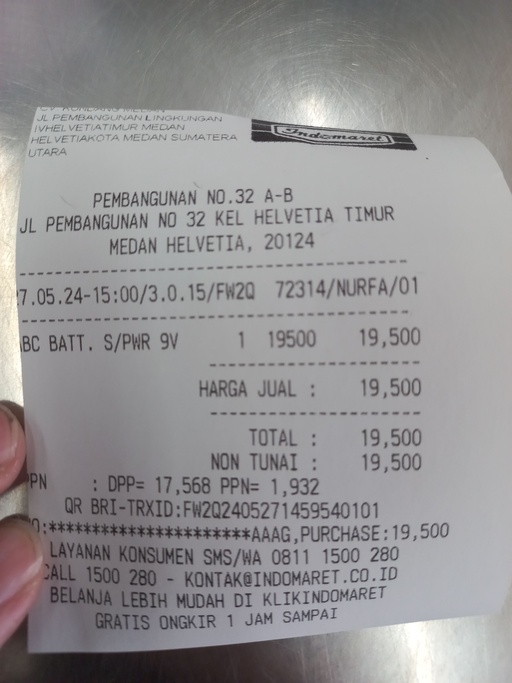 JL PEMBANGUNAN LINGKUNGAN
IVHELVETIATIMUR MEDAN
HELVETIAKOTA MEDAN SUMATERA
UTARA
Indomaret
PEMBANGUNAN NO.32 A-B
JL PEMBANGUNAN NO 32 KEL HELVETIA TIMUR
MEDAN HELVETIA, 20124
27.05.24-15:00/3.0.15/FW2Q 72314/NURFA/01
ABC BATT. S/PWR 9V 1 19500 19,500
HARGA JUAL : 19,500
TOTAL : 19,500
NON TUNAI : 19,500
PPN : DPP= 17,568 PPN= 1,932
QR BRI-TRXID:FW2Q2405271459540101
:***********************AAAG,PURCHASE:19,500
LAYANAN KONSUMEN SMS/WA 0811 1500 280
CALL 1500 280 - KONTAK@INDOMARET.CO.ID
BELANJA LEBIH MUDAH DI KLIKINDOMARET
GRATIS ONGKIR 1 JAM SAMPAI